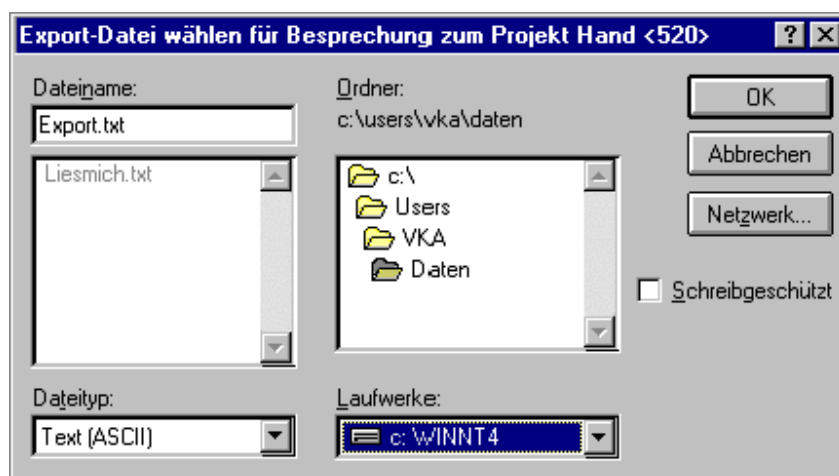 Export-Datei wählen für Besprechung zum Projekt Hand <520>
Dateiname:
Export.txt
Liesmich.txt
Dateityp:
Text (ASCII)
Ordner:
c:\users\vka\daten
c:\
Users
VKA
Daten
Laufwerke:
c: WINNT4
OK
Abbrechen
Netzwerk...
Schreibgeschützt